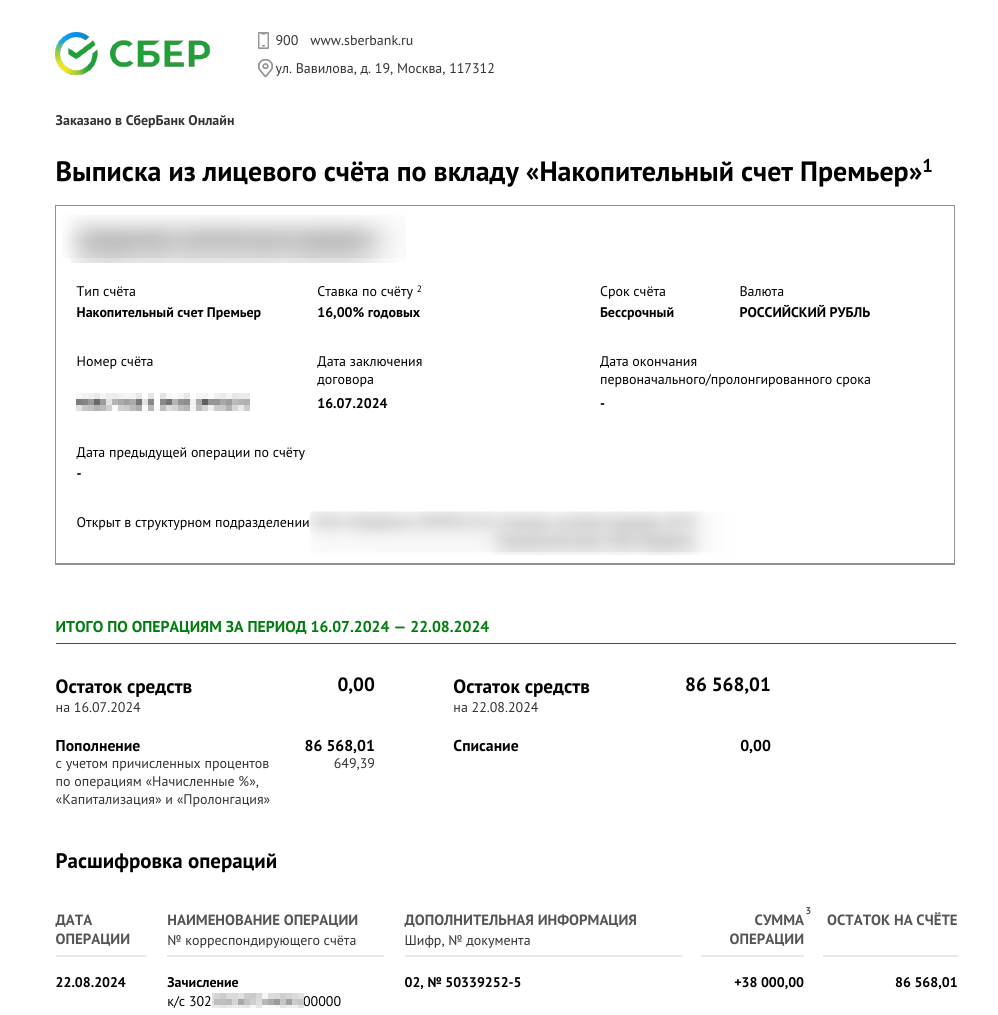 СБЕР
900 www.sberbank.ru
ул. Вавилова, д. 19, Москва, 117312
Заказано в СберБанк Онлайн
Выписка из лицевого счёта по вкладу «Накопительный счет Премьер»1
Тип счёта Ставка по счёту 2 Срок счёта Валюта
Накопительный счет Премьер 16,00% годовых Бессрочный РОССИЙСКИЙ РУБЛЬ
Номер счёта Дата заключения Дата окончания
договора первоначального/пролонгированного срока
16.07.2024 -
Дата предыдущей операции по счёту
-
Открыт в структурном подразделении
ИТОГО ПО ОПЕРАЦИЯМ ЗА ПЕРИОД 16.07.2024 — 22.08.2024
Остаток средств 0,00 Остаток средств 86 568,01
на 16.07.2024 на 22.08.2024
Пополнение 86 568,01 Списание 0,00
с учетом причисленных процентов 649,39
по операциям «Начисленные %»,
«Капитализация» и «Пролонгация»
Расшифровка операций
ДАТА НАИМЕНОВАНИЕ ОПЕРАЦИИ ДОПОЛНИТЕЛЬНАЯ ИНФОРМАЦИЯ СУММА3 ОСТАТОК НА СЧЁТЕ
ОПЕРАЦИИ № корреспондирующего счёта Шифр, № документа ОПЕРАЦИИ
22.08.2024 Зачисление 02, № 50339252-5 +38 000,00 86 568,01
к/с 302 00000